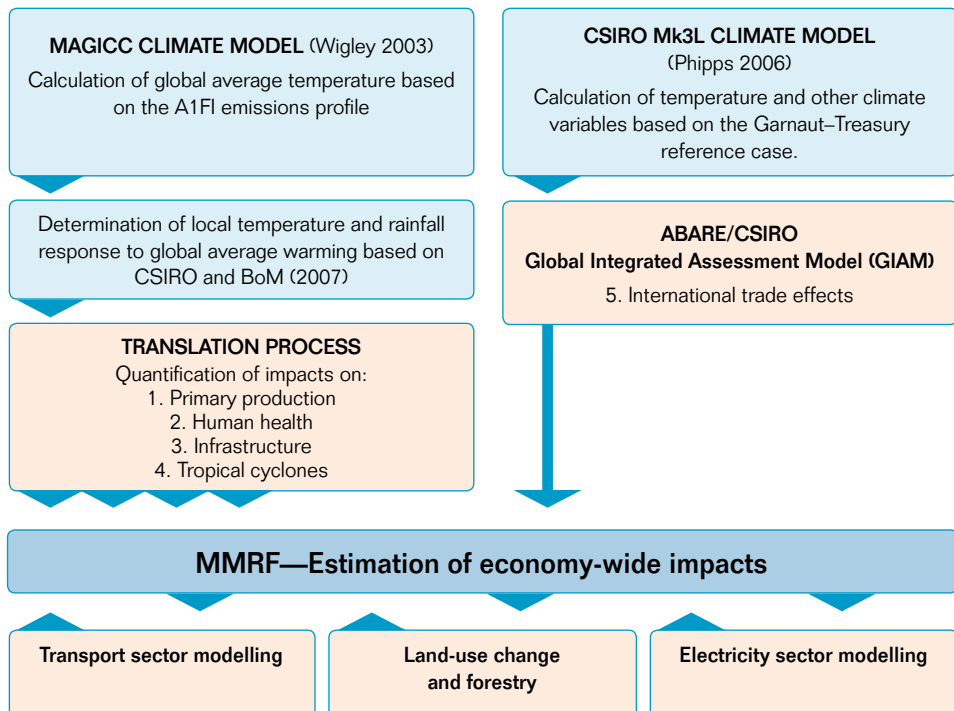 MAGICC CLIMATE MODEL (Wigley 2003)
Calculation of global average temperature based
on the A1FI emissions profile
CSIRO Mk3L CLIMATE MODEL
(Phipps 2006)
Calculation of temperature and other climate
variables based on the Garnaut–Treasury
reference case.
Determination of local temperature and rainfall
response to global average warming based on
CSIRO and BoM (2007)
ABARE/CSIRO
Global Integrated Assessment Model (GIAM)
5. International trade effects
TRANSLATION PROCESS
Quantification of impacts on:
1. Primary production
2. Human health
3. Infrastructure
4. Tropical cyclones
MMRF—Estimation of economy-wide impacts
Transport sector modelling
Land-use change
and forestry
Electricity sector modelling